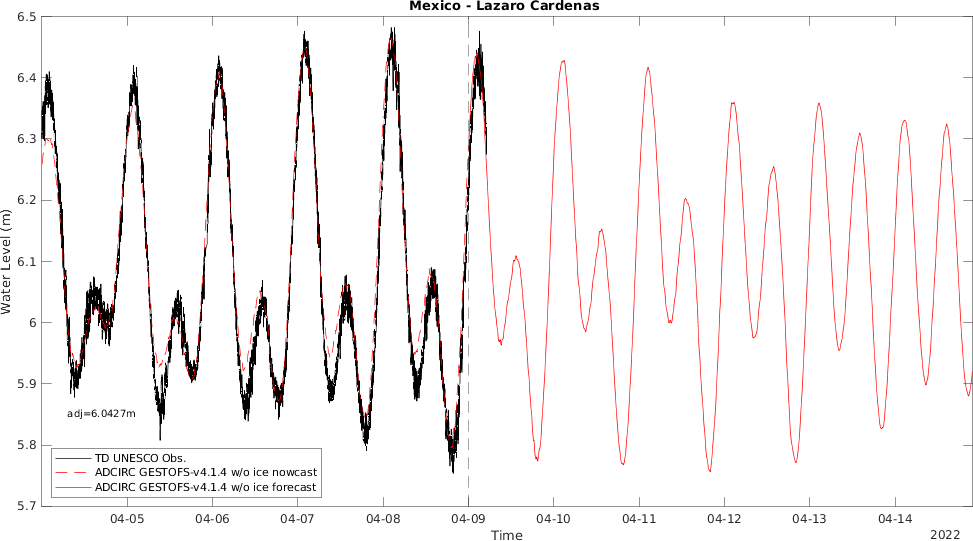 Mexico - Lazaro Cardenas
6.5
6.4
6.3
6.2
6.1
6
5.9
5.8
5.7
Water Level (m)
adj=6.0427m
TD UNESCO Obs.
ADCIRC GESTOFS-v4.1.4 w/o ice nowcast
ADCIRC GESTOFS-v4.1.4 w/o ice forecast
04-05 04-06 04-07 04-08 04-09 04-10 04-11 04-12 04-13 04-14
Time
2022